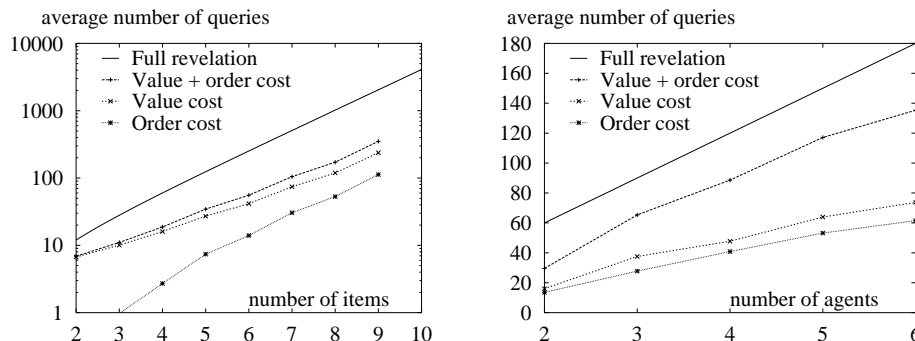 average number of queries
10000
1000
100
10
1
Full revelation
Value + order cost
Value cost
Order cost
number of items
2 3 4 5 6 7 8 9 10
average number of queries
180
160
140
120
100
80
60
40
20
0
Full revelation
Value + order cost
Value cost
Order cost
number of agents
2 3 4 5 6